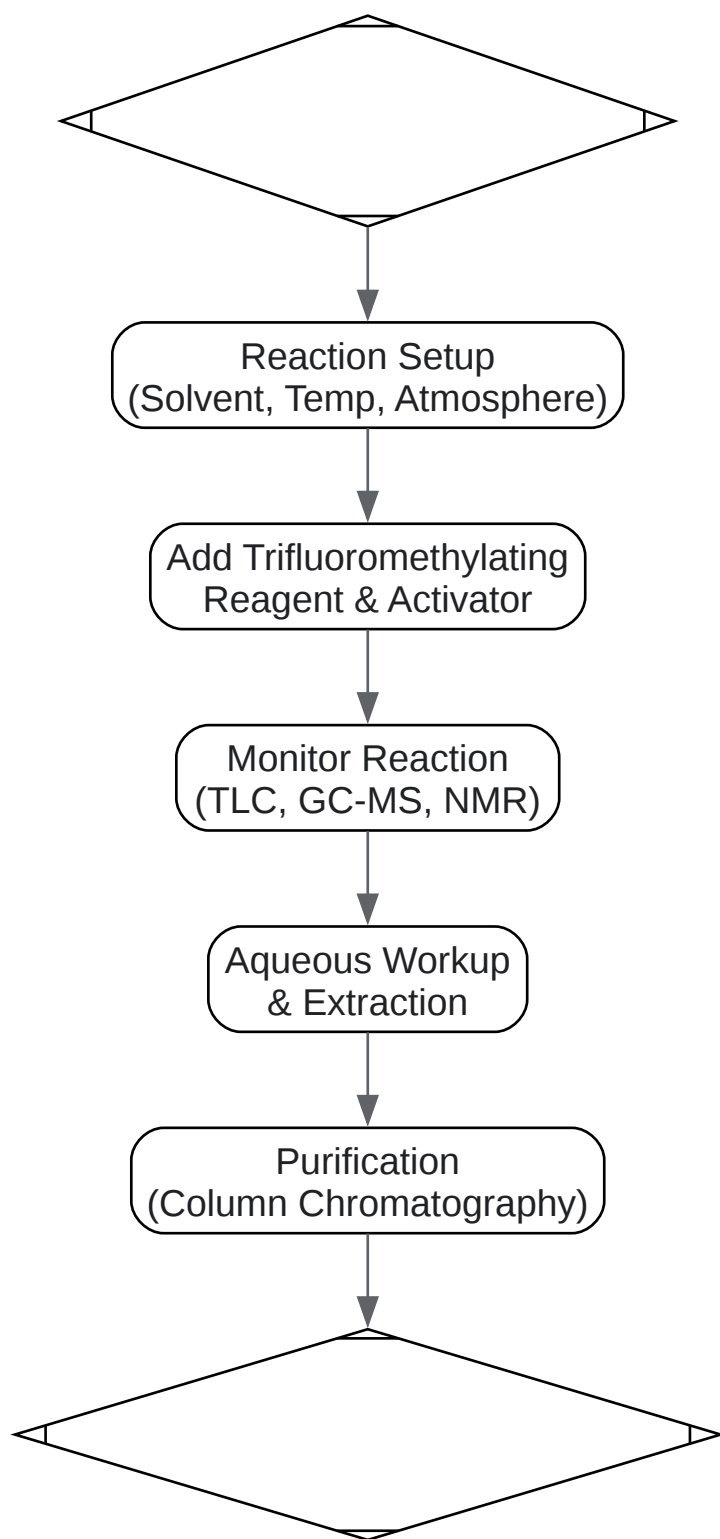 Reaction Setup
(Solvent, Temp, Atmosphere)
Add Trifluoromethylating
Reagent & Activator
Monitor Reaction
(TLC, GC-MS, NMR)
Aqueous Workup
& Extraction
Purification
(Column Chromatography)